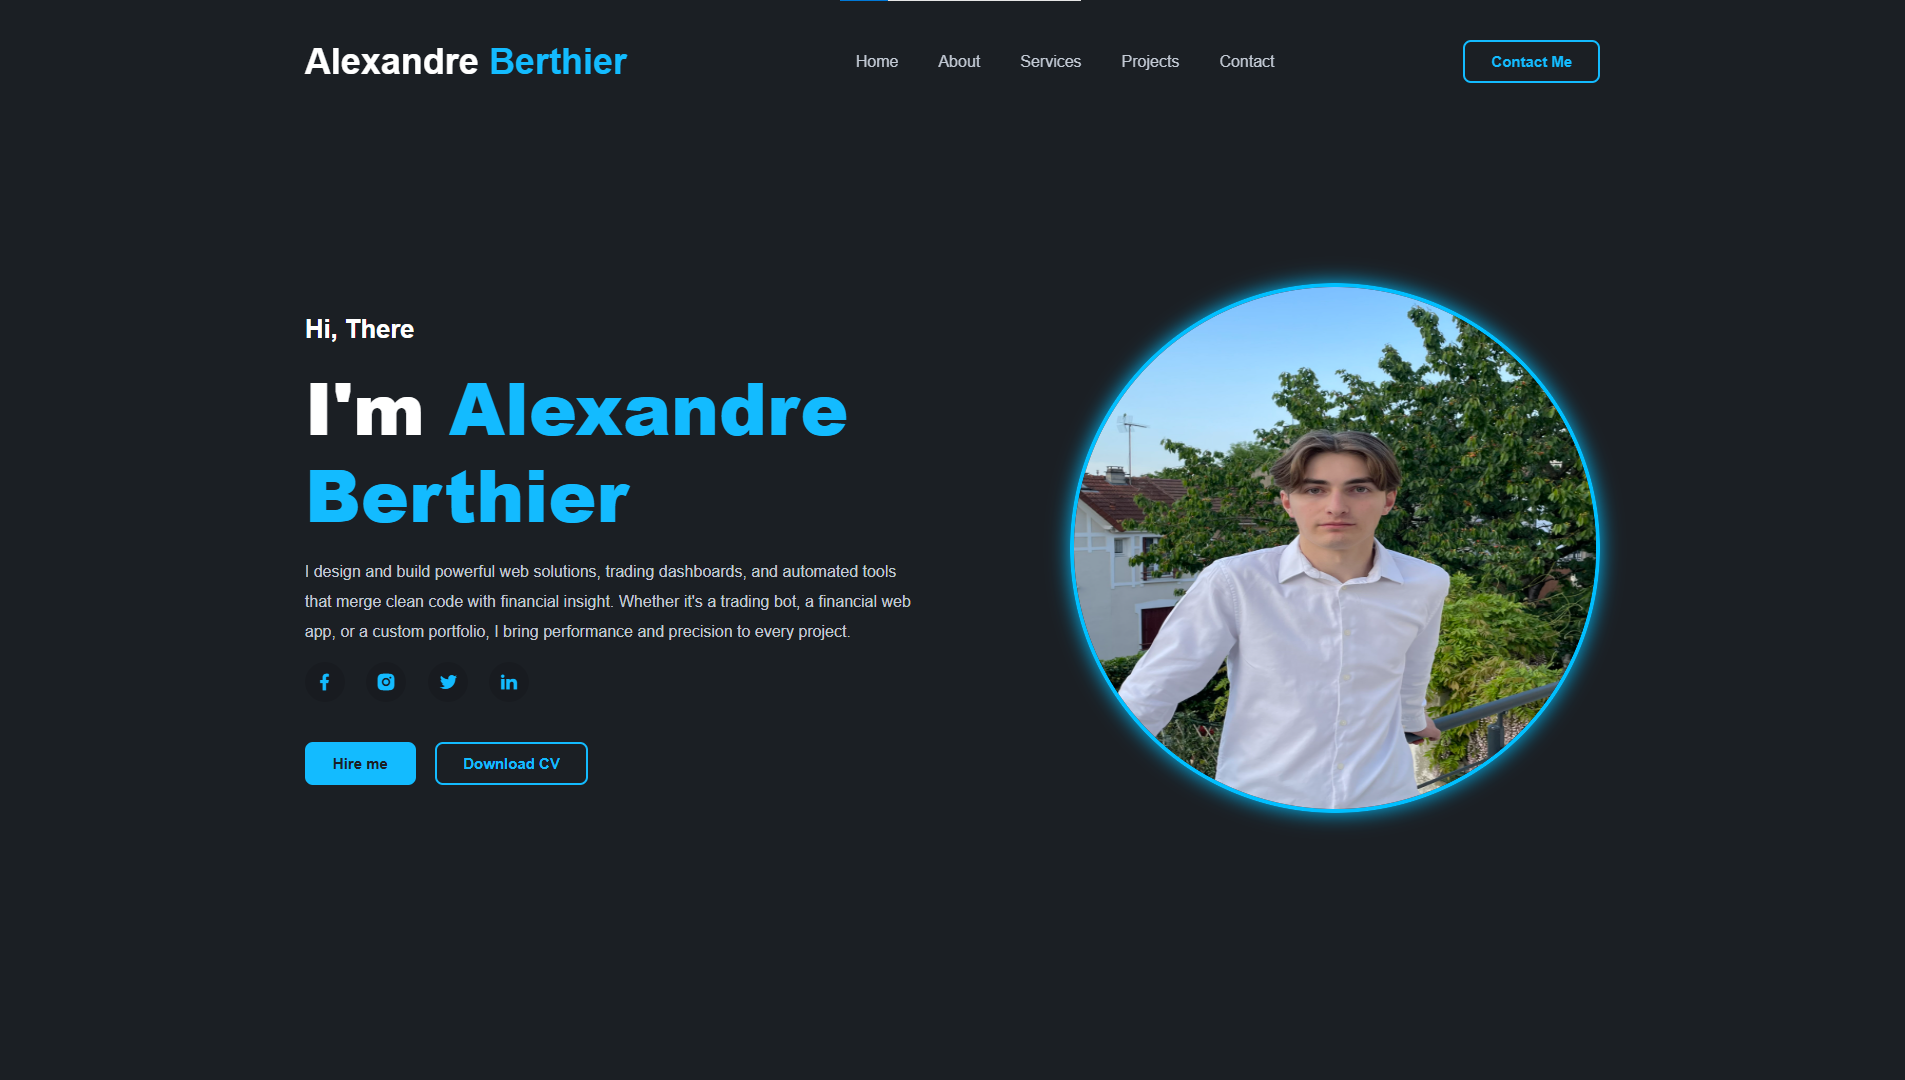 Alexandre Berthier
Home About Services Projects Contact
Contact Me
Hi, There
I'm Alexandre
Berthier
I design and build powerful web solutions, trading dashboards, and automated tools
that merge clean code with financial insight. Whether it's a trading bot, a financial web
app, or a custom portfolio, I bring performance and precision to every project.
Hire me
Download CV